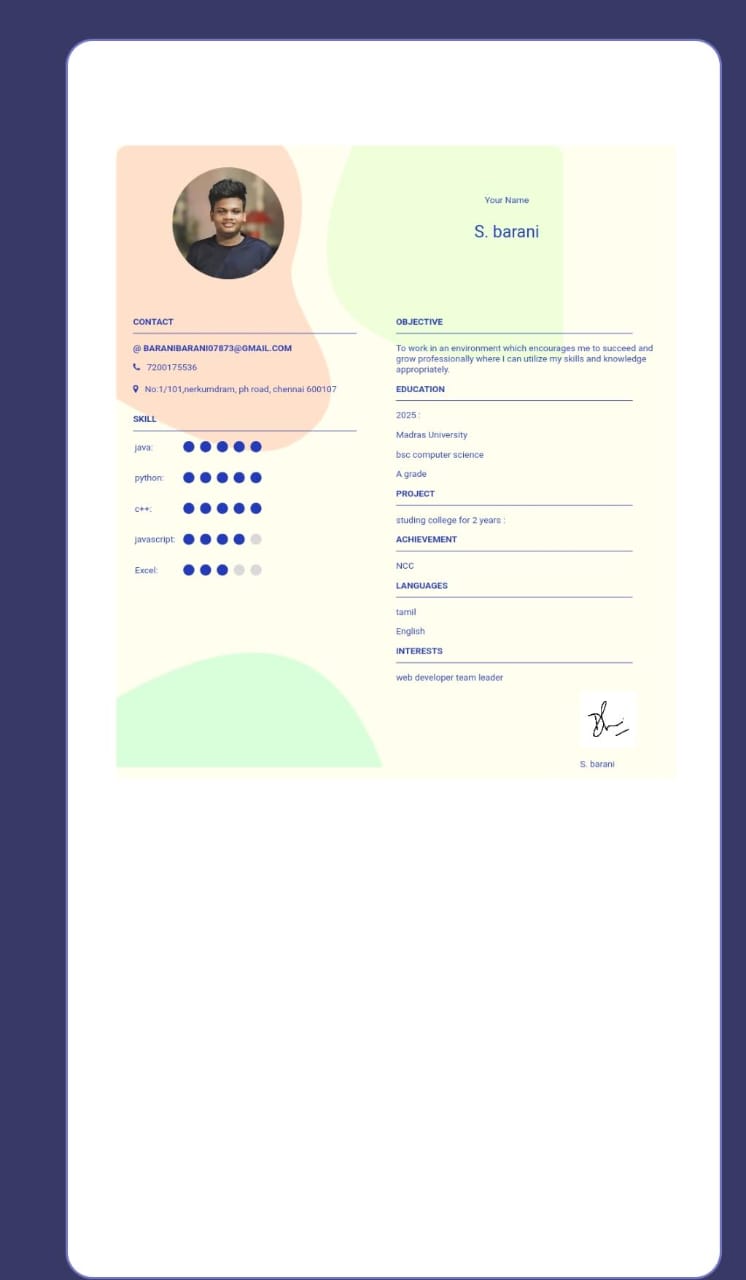 Your Name
S. barani
CONTACT
@ BARANIBARANI07873@GMAIL.COM
7200175536
No:1/101,nerkumdram, ph road, chennai 600107
SKILL
java:
python:
c++:
javascript:
Excel:
OBJECTIVE
To work in an environment which encourages me to succeed and
grow professionally where I can utilize my skills and knowledge
appropriately.
EDUCATION
2025 :
Madras University
bsc computer science
A grade
PROJECT
studing college for 2 years :
ACHIEVEMENT
NCC
LANGUAGES
tamil
English
INTERESTS
web developer team leader
S. barani